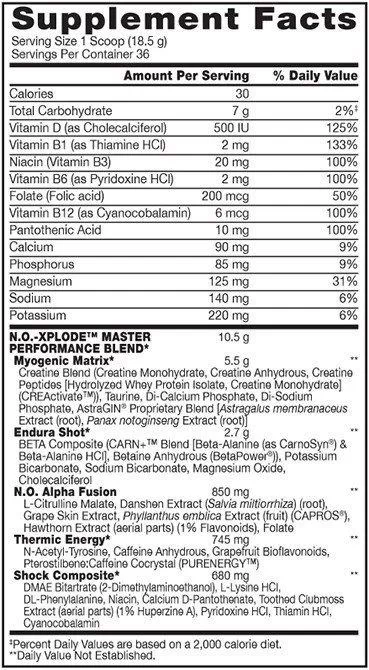 Supplement Facts
Serving Size 1 Scoop (18.5 g)
Servings Per Container 36
Amount Per Serving % Daily Value
Calories 30
Total Carbohydrate 7 g 2%‡
Vitamin D (as Cholecalciferol) 500 IU 125%
Vitamin B1 (as Thiamine HCl) 2 mg 133%
Niacin (Vitamin B3) 20 mg 100%
Vitamin B6 (as Pyridoxine HCl) 2 mg 100%
Folate (Folic acid) 200 mcg 50%
Vitamin B12 (as Cyanocobalamin) 6 mcg 100%
Pantothenic Acid 10 mg 100%
Calcium 90 mg 9%
Phosphorus 85 mg 9%
Magnesium 125 mg 31%
Sodium 140 mg 6%
Potassium 220 mg 6%
N.O.-XPLODE™ MASTER 10.5 g
PERFORMANCE BLEND*
Myogenic Matrix* 5.5 g **
Creatine Blend (Creatine Monohydrate, Creatine Anhydrous, Creatine
Peptides [Hydrolyzed Whey Protein Isolate, Creatine Monohydrate]
(CREActivate™)), Taurine, Di-Calcium Phosphate, Di-Sodium
Phosphate, AstraGIN® Proprietary Blend [Astragalus membranaceus
Extract (root), Panax notoginseng Extract (root)]
Endura Shot* 2.7 g **
BETA Composite (CARN+™ Blend [Beta-Alanine (as CarnoSyn®) &
Beta-Alanine HCl], Betaine Anhydrous (BetaPower®)), Potassium
Bicarbonate, Sodium Bicarbonate, Magnesium Oxide,
Cholecalciferol
N.O. Alpha Fusion 850 mg **
L-Citrulline Malate, Danshen Extract (Salvia miltiorrhiza) (root),
Grape Skin Extract, Phyllanthus emblica Extract (fruit) (CAPROS®),
Hawthorn Extract (aerial parts) (1% Flavonoids), Folate
Thermic Energy* 745 mg **
N-Acetyl-Tyrosine, Caffeine Anhydrous, Grapefruit Bioflavonoids,
Pterostilbene:Caffeine Cocrystal (PURENERGY™)
Shock Composite* 680 mg **
DMAE Bitartrate (2-Dimethylaminoethanol), L-Lysine HCl,
DL-Phenylalanine, Niacin, Calcium D-Pantothenate, Toothed Clubmoss
Extract (aerial parts) (1% Huperzine A), Pyridoxine HCl, Thiamin HCl,
Cyanocobalamin
‡Percent Daily Values are based on a 2,000 calorie diet.
**Daily Value Not Established.